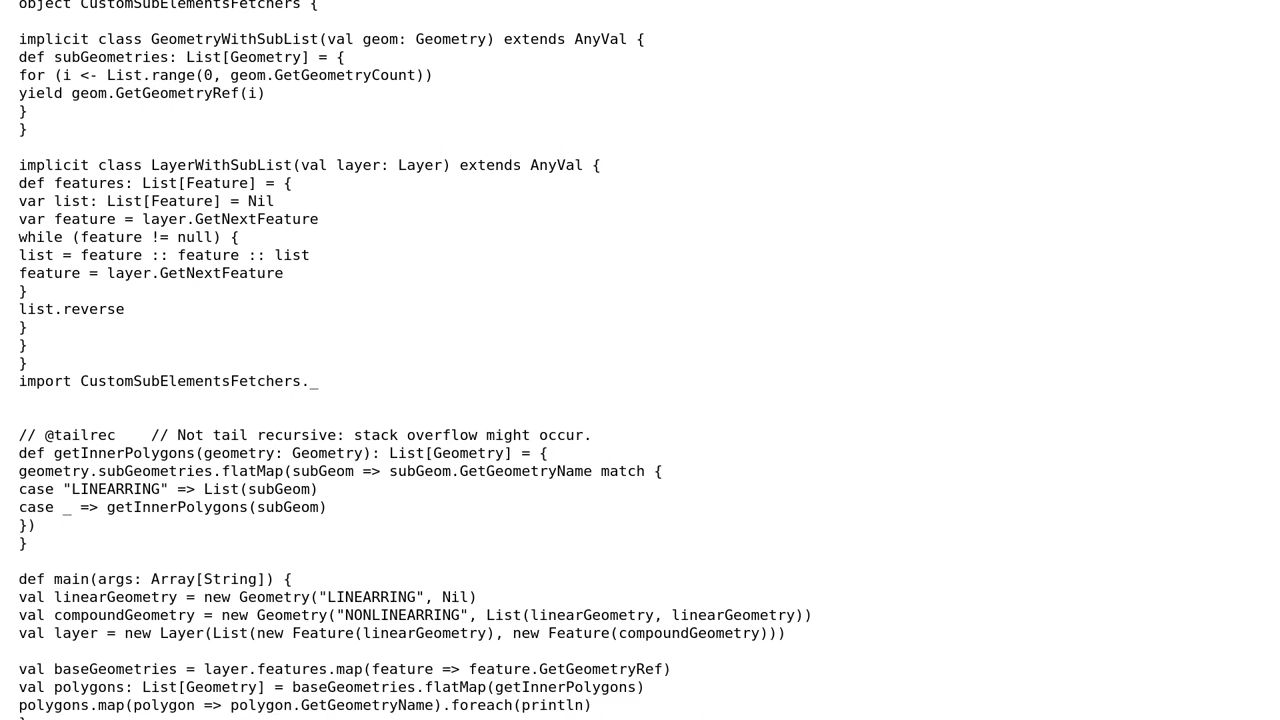 object CustomSubElementsFetchers {
implicit class GeometryWithSubList(val geom: Geometry) extends AnyVal {
def subGeometries: List[Geometry] = {
for (i <- List.range(0, geom.GetGeometryCount))
yield geom.GetGeometryRef(i)
}
}
implicit class LayerWithSubList(val layer: Layer) extends AnyVal {
def features: List[Feature] = {
var list: List[Feature] = Nil
var feature = layer.GetNextFeature
while (feature != null) {
list = feature :: feature :: list
feature = layer.GetNextFeature
}
list.reverse
}
}
}
import CustomSubElementsFetchers._
// @tailrec    // Not tail recursive: stack overflow might occur.
def getInnerPolygons(geometry: Geometry): List[Geometry] = {
geometry.subGeometries.flatMap(subGeom => subGeom.GetGeometryName match {
case "LINEARRING" => List(subGeom)
case _ => getInnerPolygons(subGeom)
})
}
def main(args: Array[String]) {
val linearGeometry = new Geometry("LINEARRING", Nil)
val compoundGeometry = new Geometry("NONLINEARRING", List(linearGeometry, linearGeometry))
val layer = new Layer(List(new Feature(linearGeometry), new Feature(compoundGeometry)))
val baseGeometries = layer.features.map(feature => feature.GetGeometryRef)
val polygons: List[Geometry] = baseGeometries.flatMap(getInnerPolygons)
polygons.map(polygon => polygon.GetGeometryName).foreach(println)
}